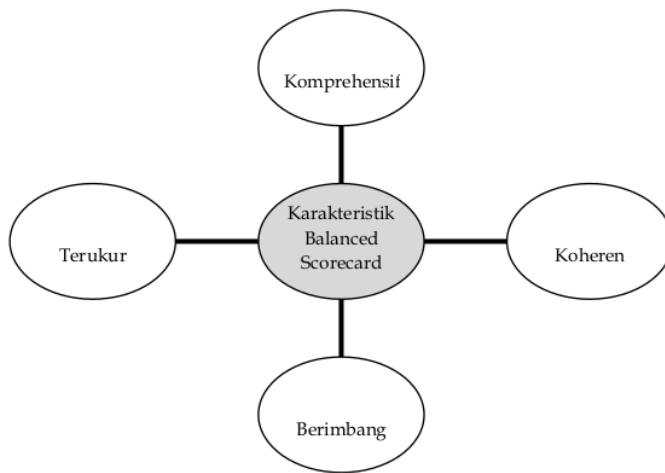 Komprehensif
Karakteristik
Balanced
Scorecard
Terukur
Koheren
Berimbang